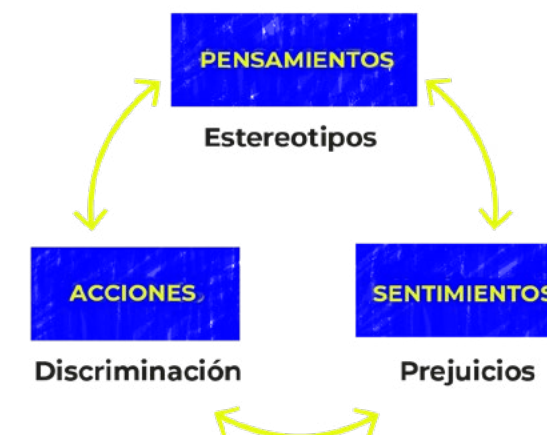 PENSAMIENTOS
Estereotipos
ACCIONES
SENTIMIENTOS
Discriminación
Prejuicios